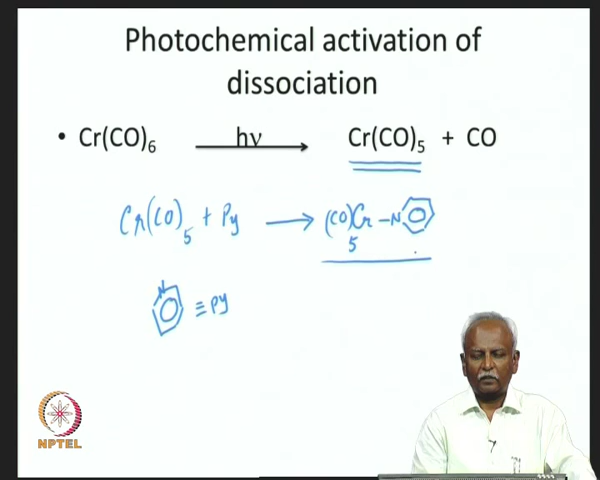 Photochemical activation of
dissociation
• Cr(CO)₆ hν Cr(CO)₅ + CO
Cr(CO)₅ + Py ⟶ (CO)₅Cr –N
N ≡ Py
NPTEL